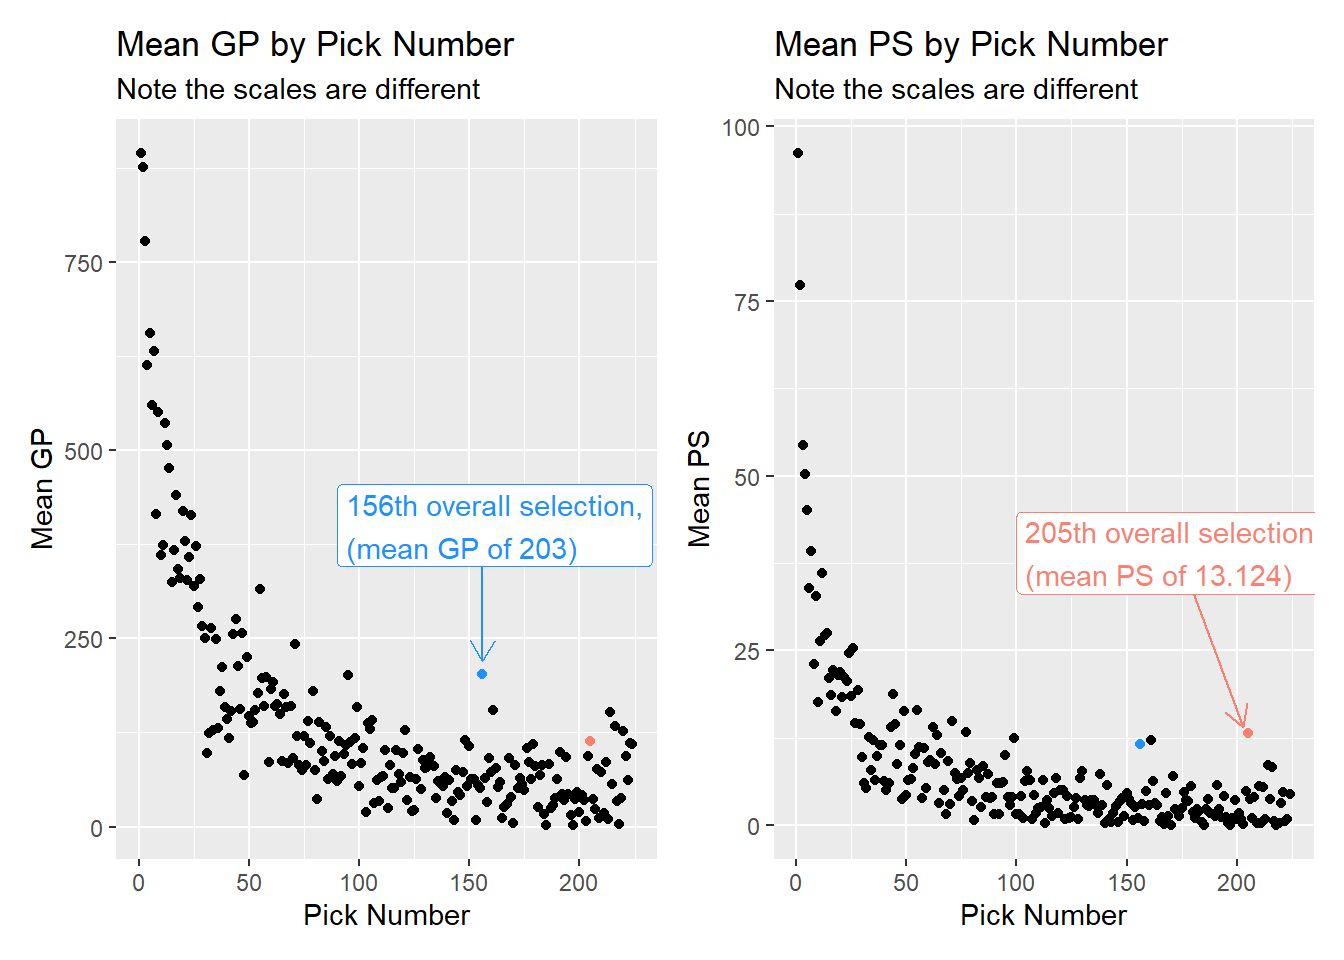 Mean GP by Pick Number
Note the scales are different
Mean GP
750
500
250
0
156th overall selection,
(mean GP of 203)
0 50 100 150 200
Pick Number
Mean PS by Pick Number
Note the scales are different
Mean PS
100
75
50
25
0
205th overall selection
(mean PS of 13.124)
0 50 100 150 200
Pick Number